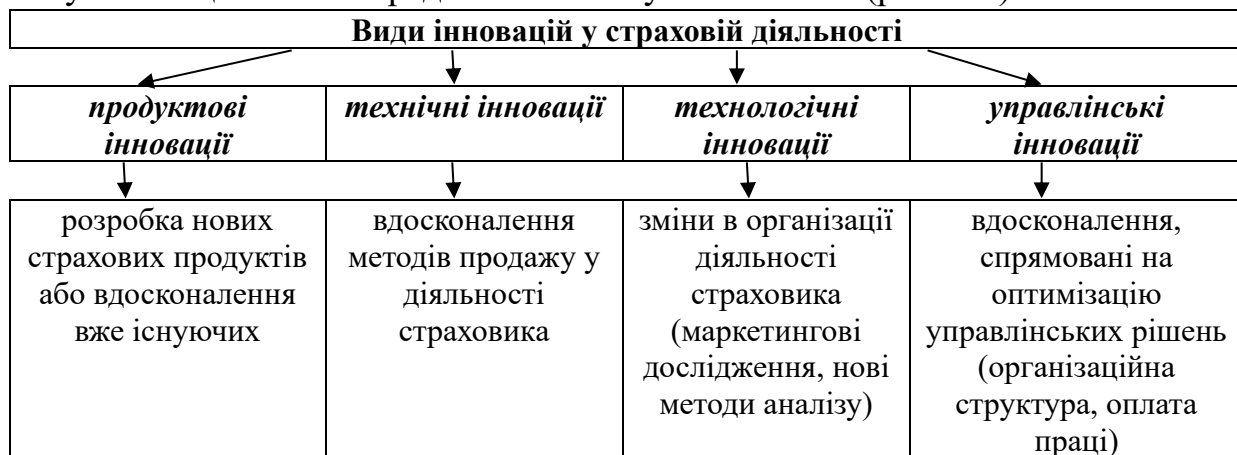 Види інновацій у страховій діяльності
продуктові
інновації
технічні інновації
технологічні
інновації
управлінські
інновації
розробка нових
страхових продуктів
або вдосконалення
вже існуючих
вдосконалення
методів продажу у
діяльності
страховика
зміни в організації
діяльності
страховика
(маркетингові
дослідження, нові
методи аналізу)
вдосконалення,
спрямовані на
оптимізацію
управлінських рішень
(організаційна
структура, оплата
праці)